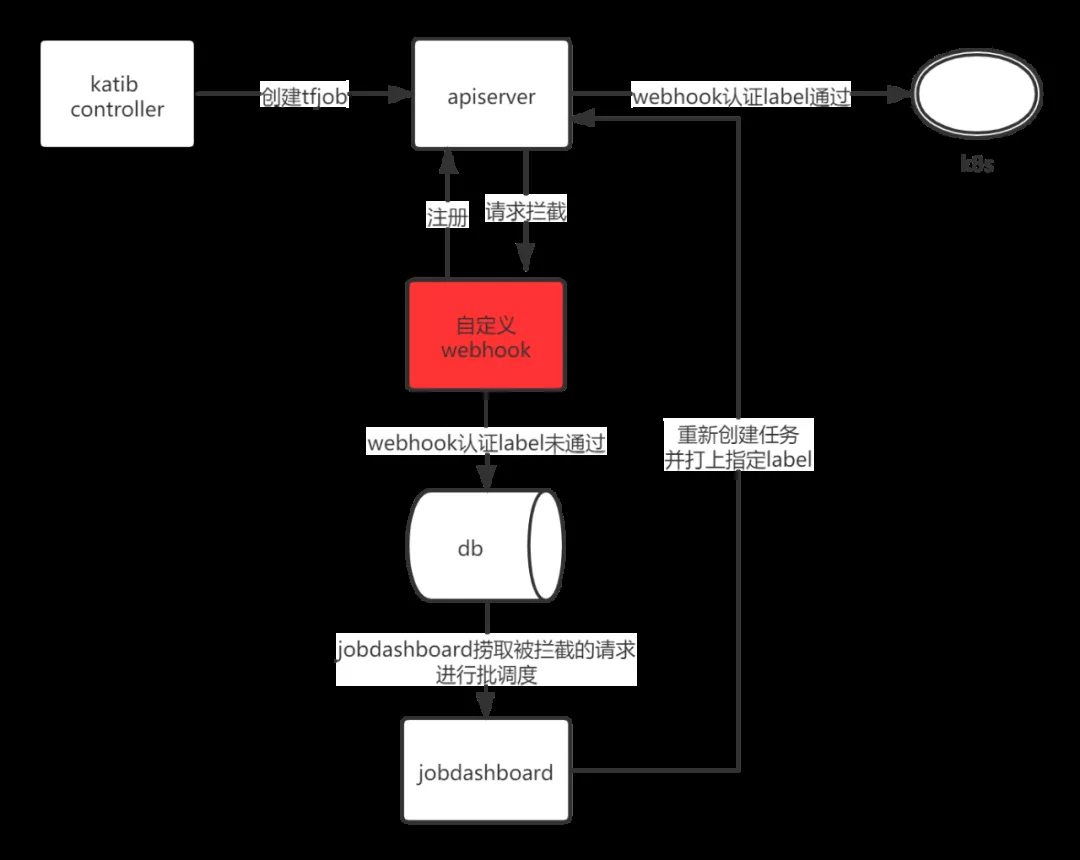 katib
controller
创建tfjob
apiserver
webhook认证label通过
k8s
注册
请求拦截
自定义
webhook
webhook认证label未通过
重新创建任务
并打上指定label
db
jobdashboard捞取被拦截的请求
进行批调度
jobdashboard